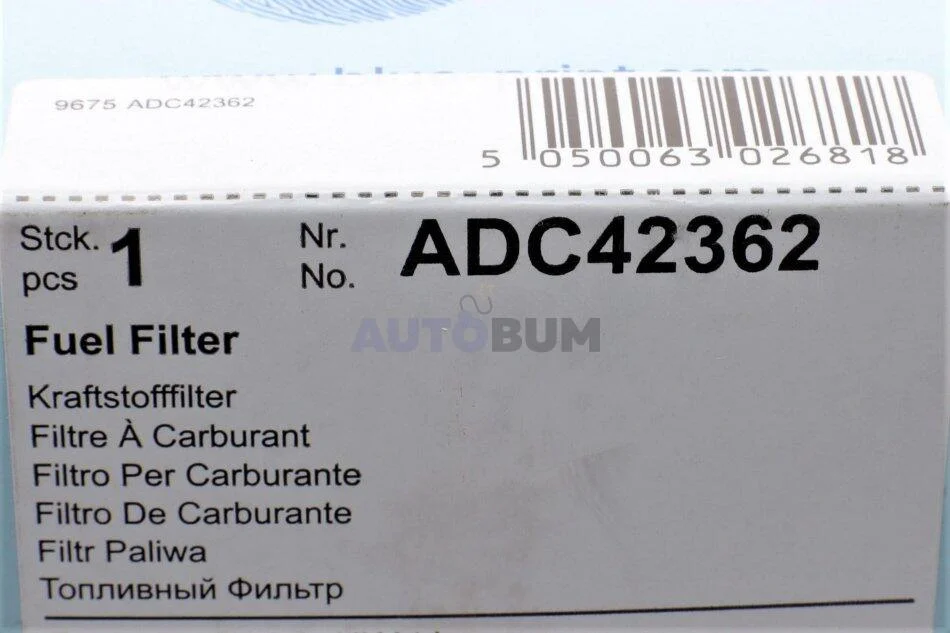 9675 ADC42362
5 050063 026818
Stck. pcs 1 Nr. No. ADC42362
AUTOBUM
Fuel Filter
Kraftstofffilter
Filtre À Carburant
Filtro Per Carburante
Filtro De Carburante
Filtr Paliwa
Топливный Фильтр